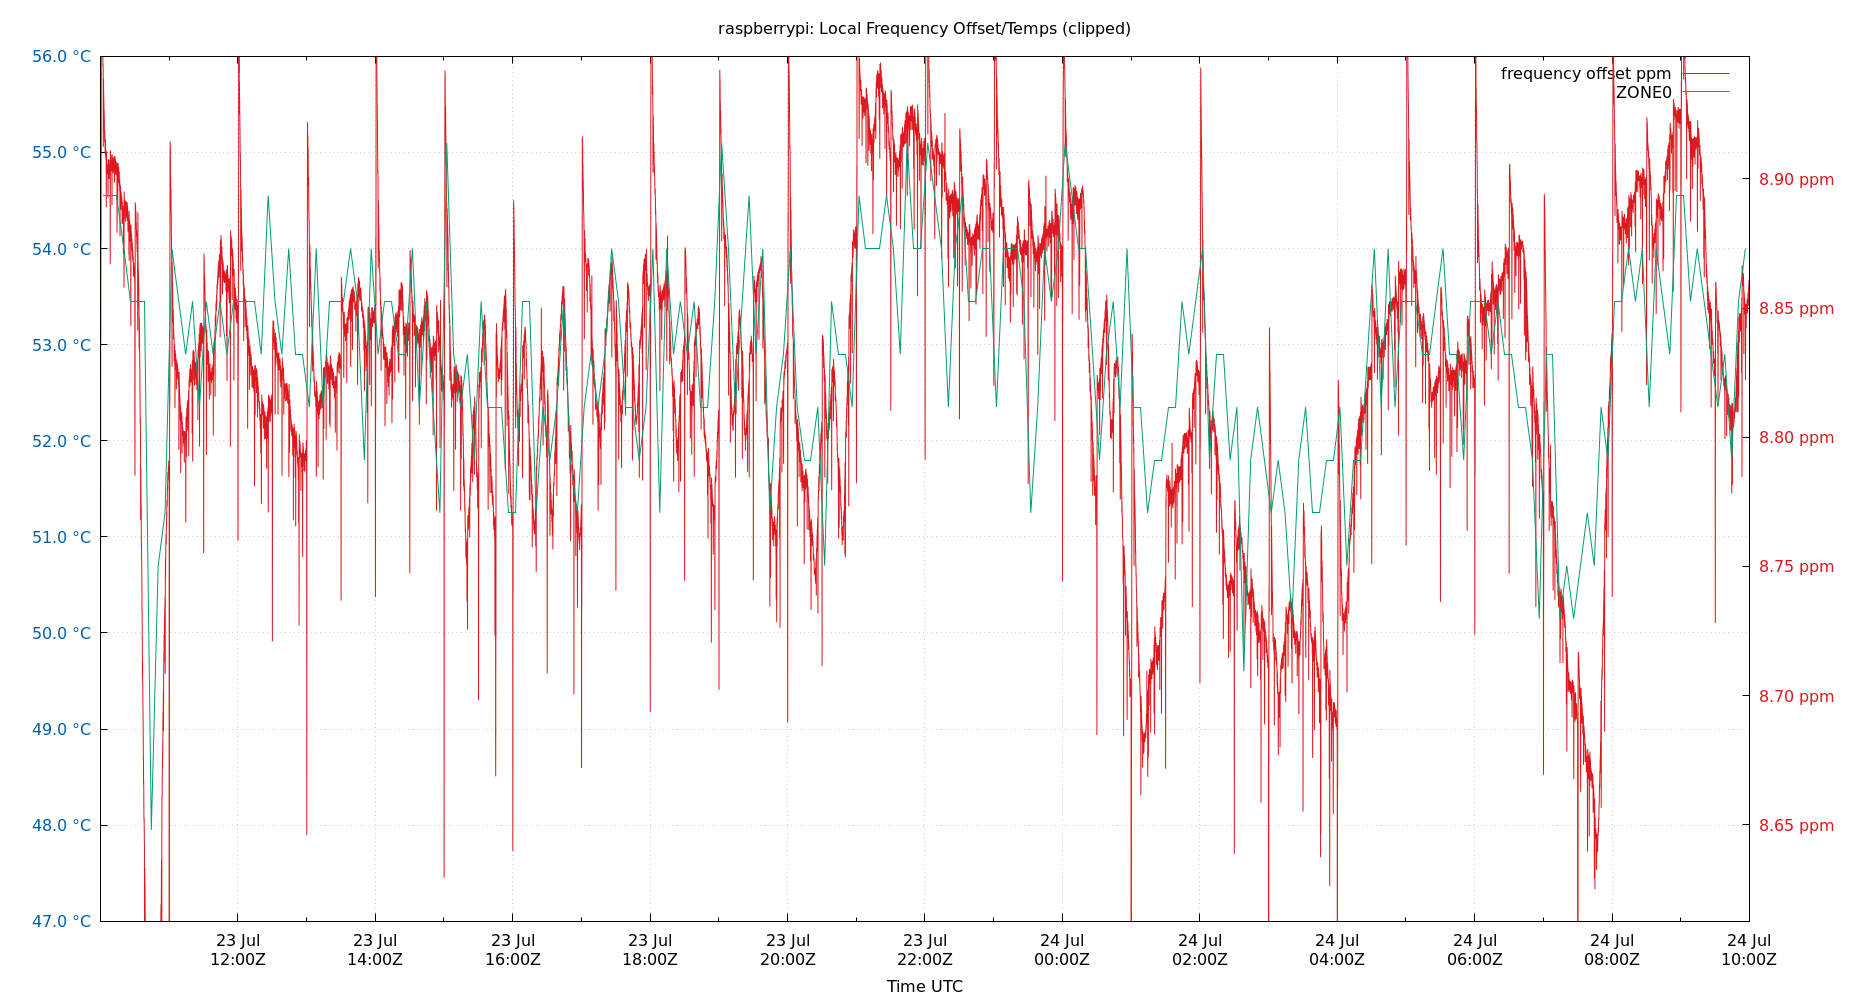 raspberrypi: Local Frequency Offset/Temps (clipped)
56.0 °C
55.0 °C
54.0 °C
53.0 °C
52.0 °C
51.0 °C
50.0 °C
49.0 °C
48.0 °C
47.0 °C
frequency offset ppm
ZONE0
8.90 ppm
8.85 ppm
8.80 ppm
8.75 ppm
8.70 ppm
8.65 ppm
23 Jul
12:00Z
23 Jul
14:00Z
23 Jul
16:00Z
23 Jul
18:00Z
23 Jul
20:00Z
23 Jul
22:00Z
24 Jul
00:00Z
24 Jul
02:00Z
24 Jul
04:00Z
24 Jul
06:00Z
24 Jul
08:00Z
24 Jul
10:00Z
Time UTC